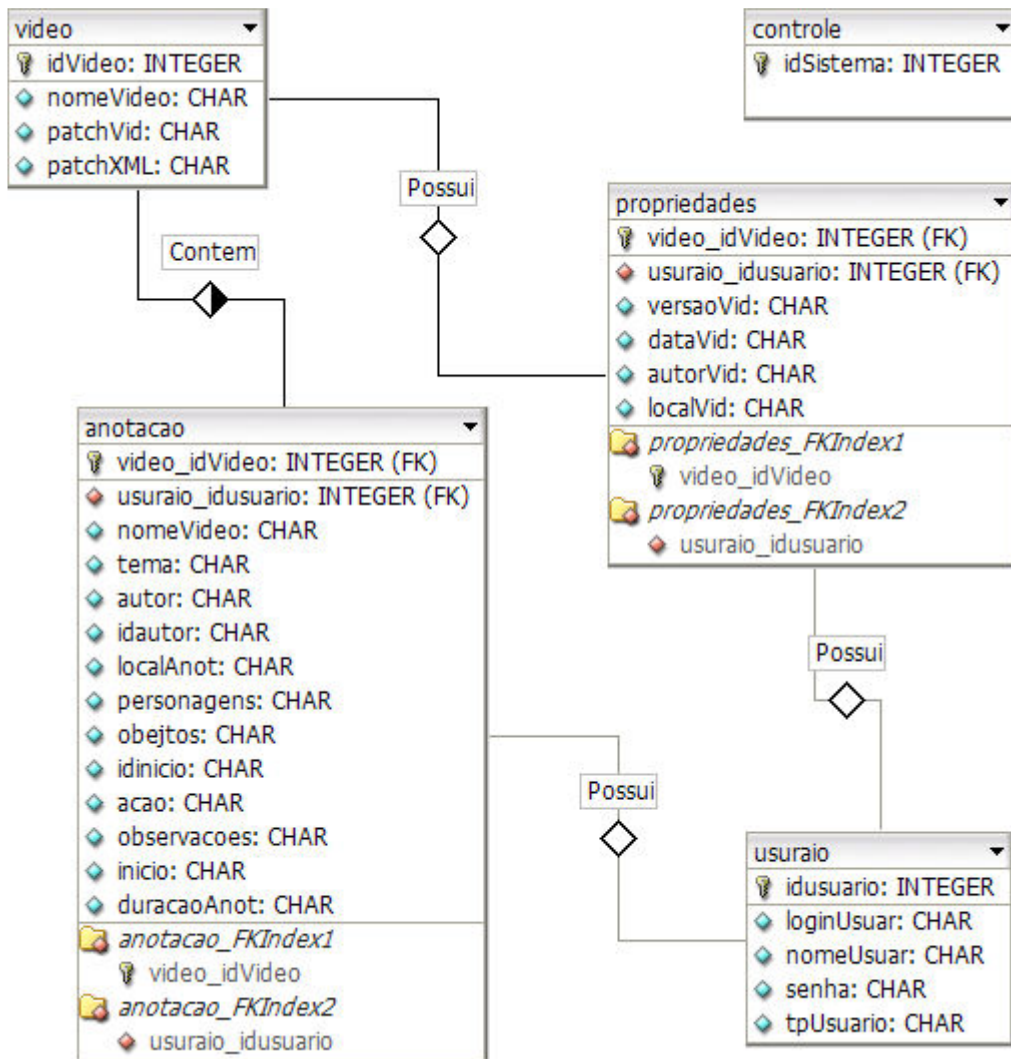 video
idVideo: INTEGER
nomeVideo: CHAR
patchVid: CHAR
patchXML: CHAR
controle
idSistema: INTEGER
Possui
Contem
propriedades
video_idVideo: INTEGER (FK)
usuraio_idusuario: INTEGER (FK)
versaoVid: CHAR
dataVid: CHAR
autorVid: CHAR
localVid: CHAR
propriedades_FKIndex1
video_idVideo
propriedades_FKIndex2
usuraio_idusuario
anotacao
video_idVideo: INTEGER (FK)
usuraio_idusuario: INTEGER (FK)
nomeVideo: CHAR
tema: CHAR
autor: CHAR
idautor: CHAR
localAnot: CHAR
personagens: CHAR
obejtos: CHAR
idinicio: CHAR
acao: CHAR
observacoes: CHAR
inicio: CHAR
duracaoAnot: CHAR
anotacao_FKIndex1
video_idVideo
anotacao_FKIndex2
usuraio_idusuario
Possui
Possui
usuraio
idusuario: INTEGER
loginUsuar: CHAR
nomeUsuar: CHAR
senha: CHAR
tpUsuario: CHAR